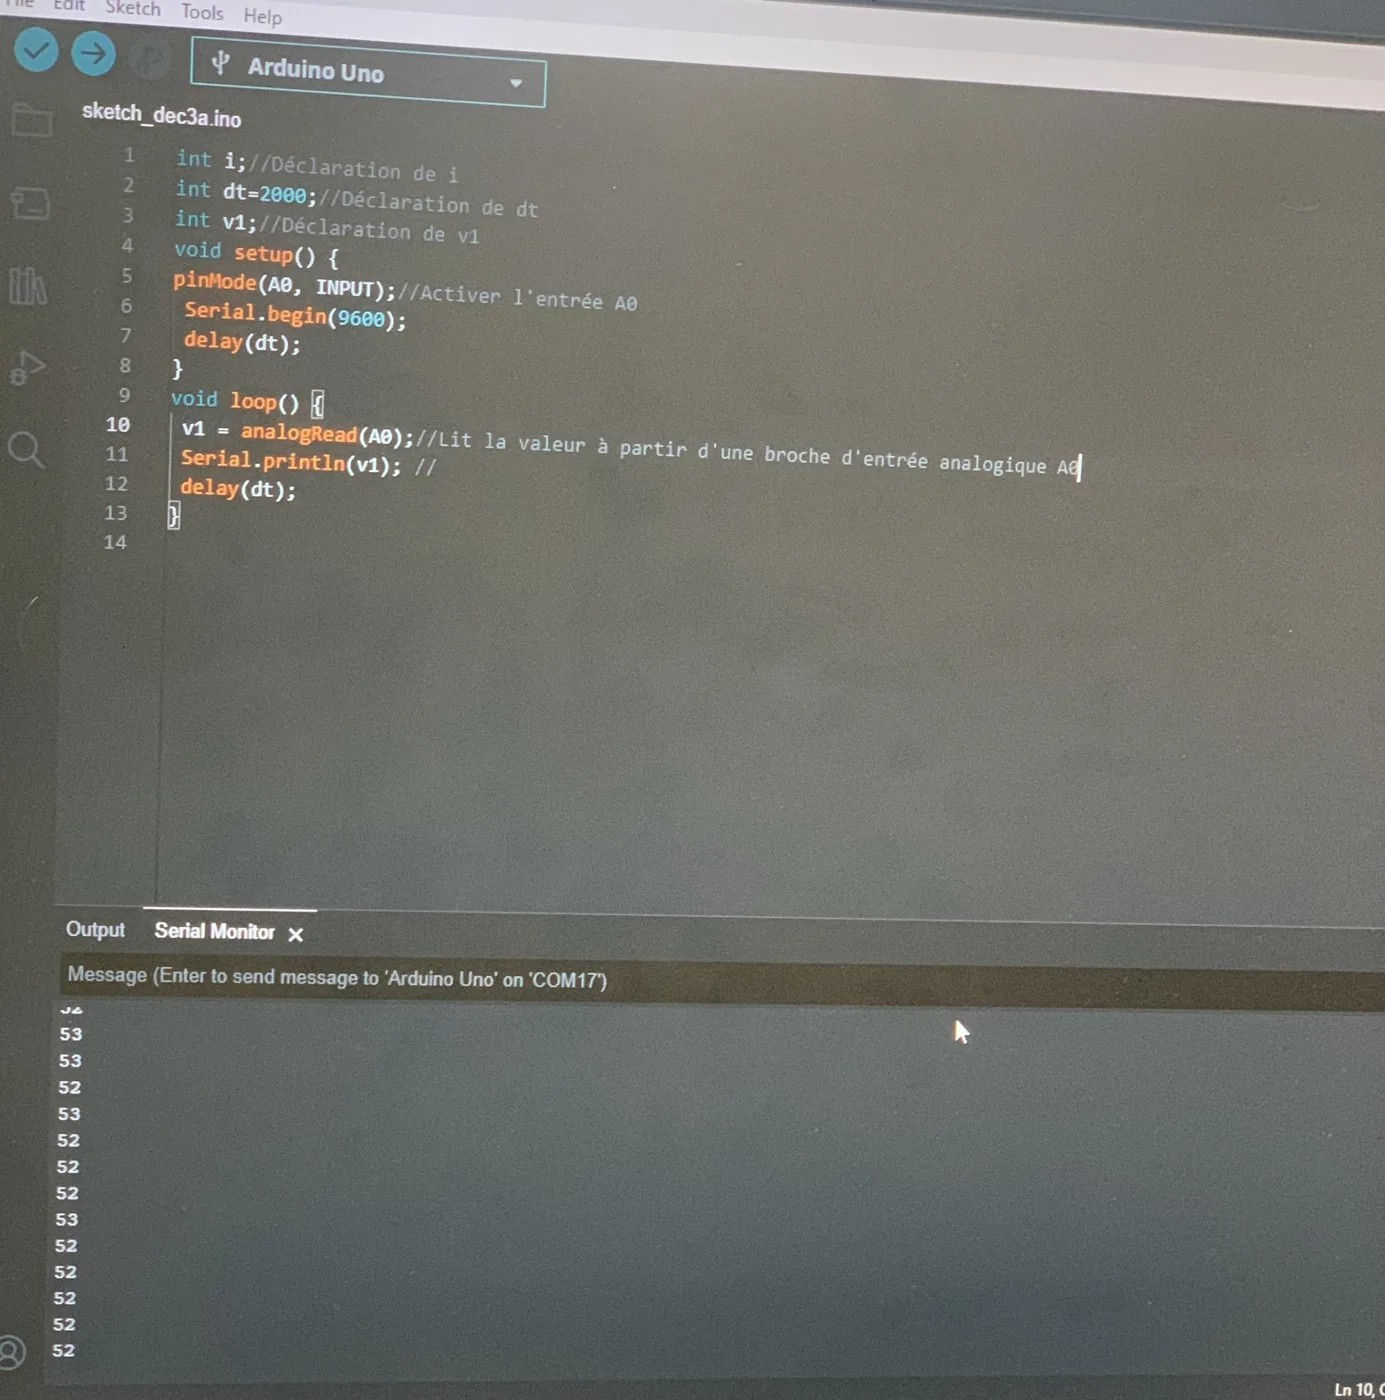 Edit Sketch Tools Help
Arduino Uno
sketch_dec3a.ino
1 int i;//Déclaration de i
2 int dt=2000;//Déclaration de dt
3 int v1;//Déclaration de v1
4 void setup() {
5 pinMode(A0, INPUT);//Activer l'entrée A0
6 Serial.begin(9600);
7 delay(dt);
8 }
9 void loop() {
10 v1 = analogRead(A0);//Lit la valeur à partir d'une broche d'entrée analogique A0
11 Serial.println(v1); //
12 delay(dt);
13 }
14
Output Serial Monitor
Message (Enter to send message to 'Arduino Uno' on 'COM17')
53
53
52
53
52
52
52
53
52
52
52
52
52
Ln 10,